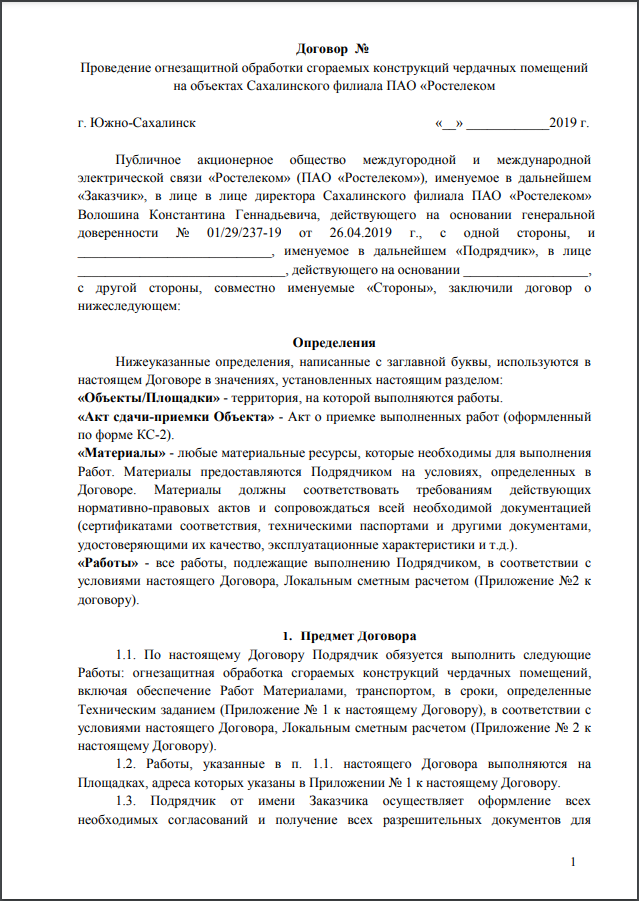 Договор №
Проведение огнезащитной обработки сгораемых конструкций чердачных помещений
на объектах Сахалинского филиала ПАО «Ростелеком
г. Южно-Сахалинск «__» ____________2019 г.
Публичное акционерное общество междугородной и международной
электрической связи «Ростелеком» (ПАО «Ростелеком»), именуемое в дальнейшем
«Заказчик», в лице в лице директора Сахалинского филиала ПАО «Ростелеком»
Волошина Константина Геннадьевича, действующего на основании генеральной
доверенности № 01/29/237-19 от 26.04.2019 г., с одной стороны, и
____________________________, именуемое в дальнейшем «Подрядчик», в лице
______________________________, действующего на основании __________________,
с другой стороны, совместно именуемые «Стороны», заключили договор о
нижеследующем:
Определения
Нижеуказанные определения, написанные с заглавной буквы, используются в
настоящем Договоре в значениях, установленных настоящим разделом:
«Объекты/Площадки» - территория, на которой выполняются работы.
«Акт сдачи-приемки Объекта» - Акт о приемке выполненных работ (оформленный
по форме КС-2).
«Материалы» - любые материальные ресурсы, которые необходимы для выполнения
Работ. Материалы предоставляются Подрядчиком на условиях, определенных в
Договоре. Материалы должны соответствовать требованиям действующих
нормативно-правовых актов и сопровождаться всей необходимой документацией
(сертификатами соответствия, техническими паспортами и другими документами,
удостоверяющими их качество, эксплуатационные характеристики и т.д.).
«Работы» - все работы, подлежащие выполнению Подрядчиком, в соответствии с
условиями настоящего Договора, Локальным сметным расчетом (Приложение №2 к
договору).
1. Предмет Договора
1.1. По настоящему Договору Подрядчик обязуется выполнить следующие
Работы: огнезащитная обработка сгораемых конструкций чердачных помещений,
включая обеспечение Работ Материалами, транспортом, в сроки, определенные
Техническим заданием (Приложение № 1 к настоящему Договору), в соответствии с
условиями настоящего Договора, Локальным сметным расчетом (Приложение № 2 к
настоящему Договору).
1.2. Работы, указанные в п. 1.1. настоящего Договора выполняются на
Площадках, адреса которых указаны в Приложении № 1 к настоящему Договору.
1.3. Подрядчик от имени Заказчика осуществляет оформление всех
необходимых согласований и получение всех разрешительных документов для
1